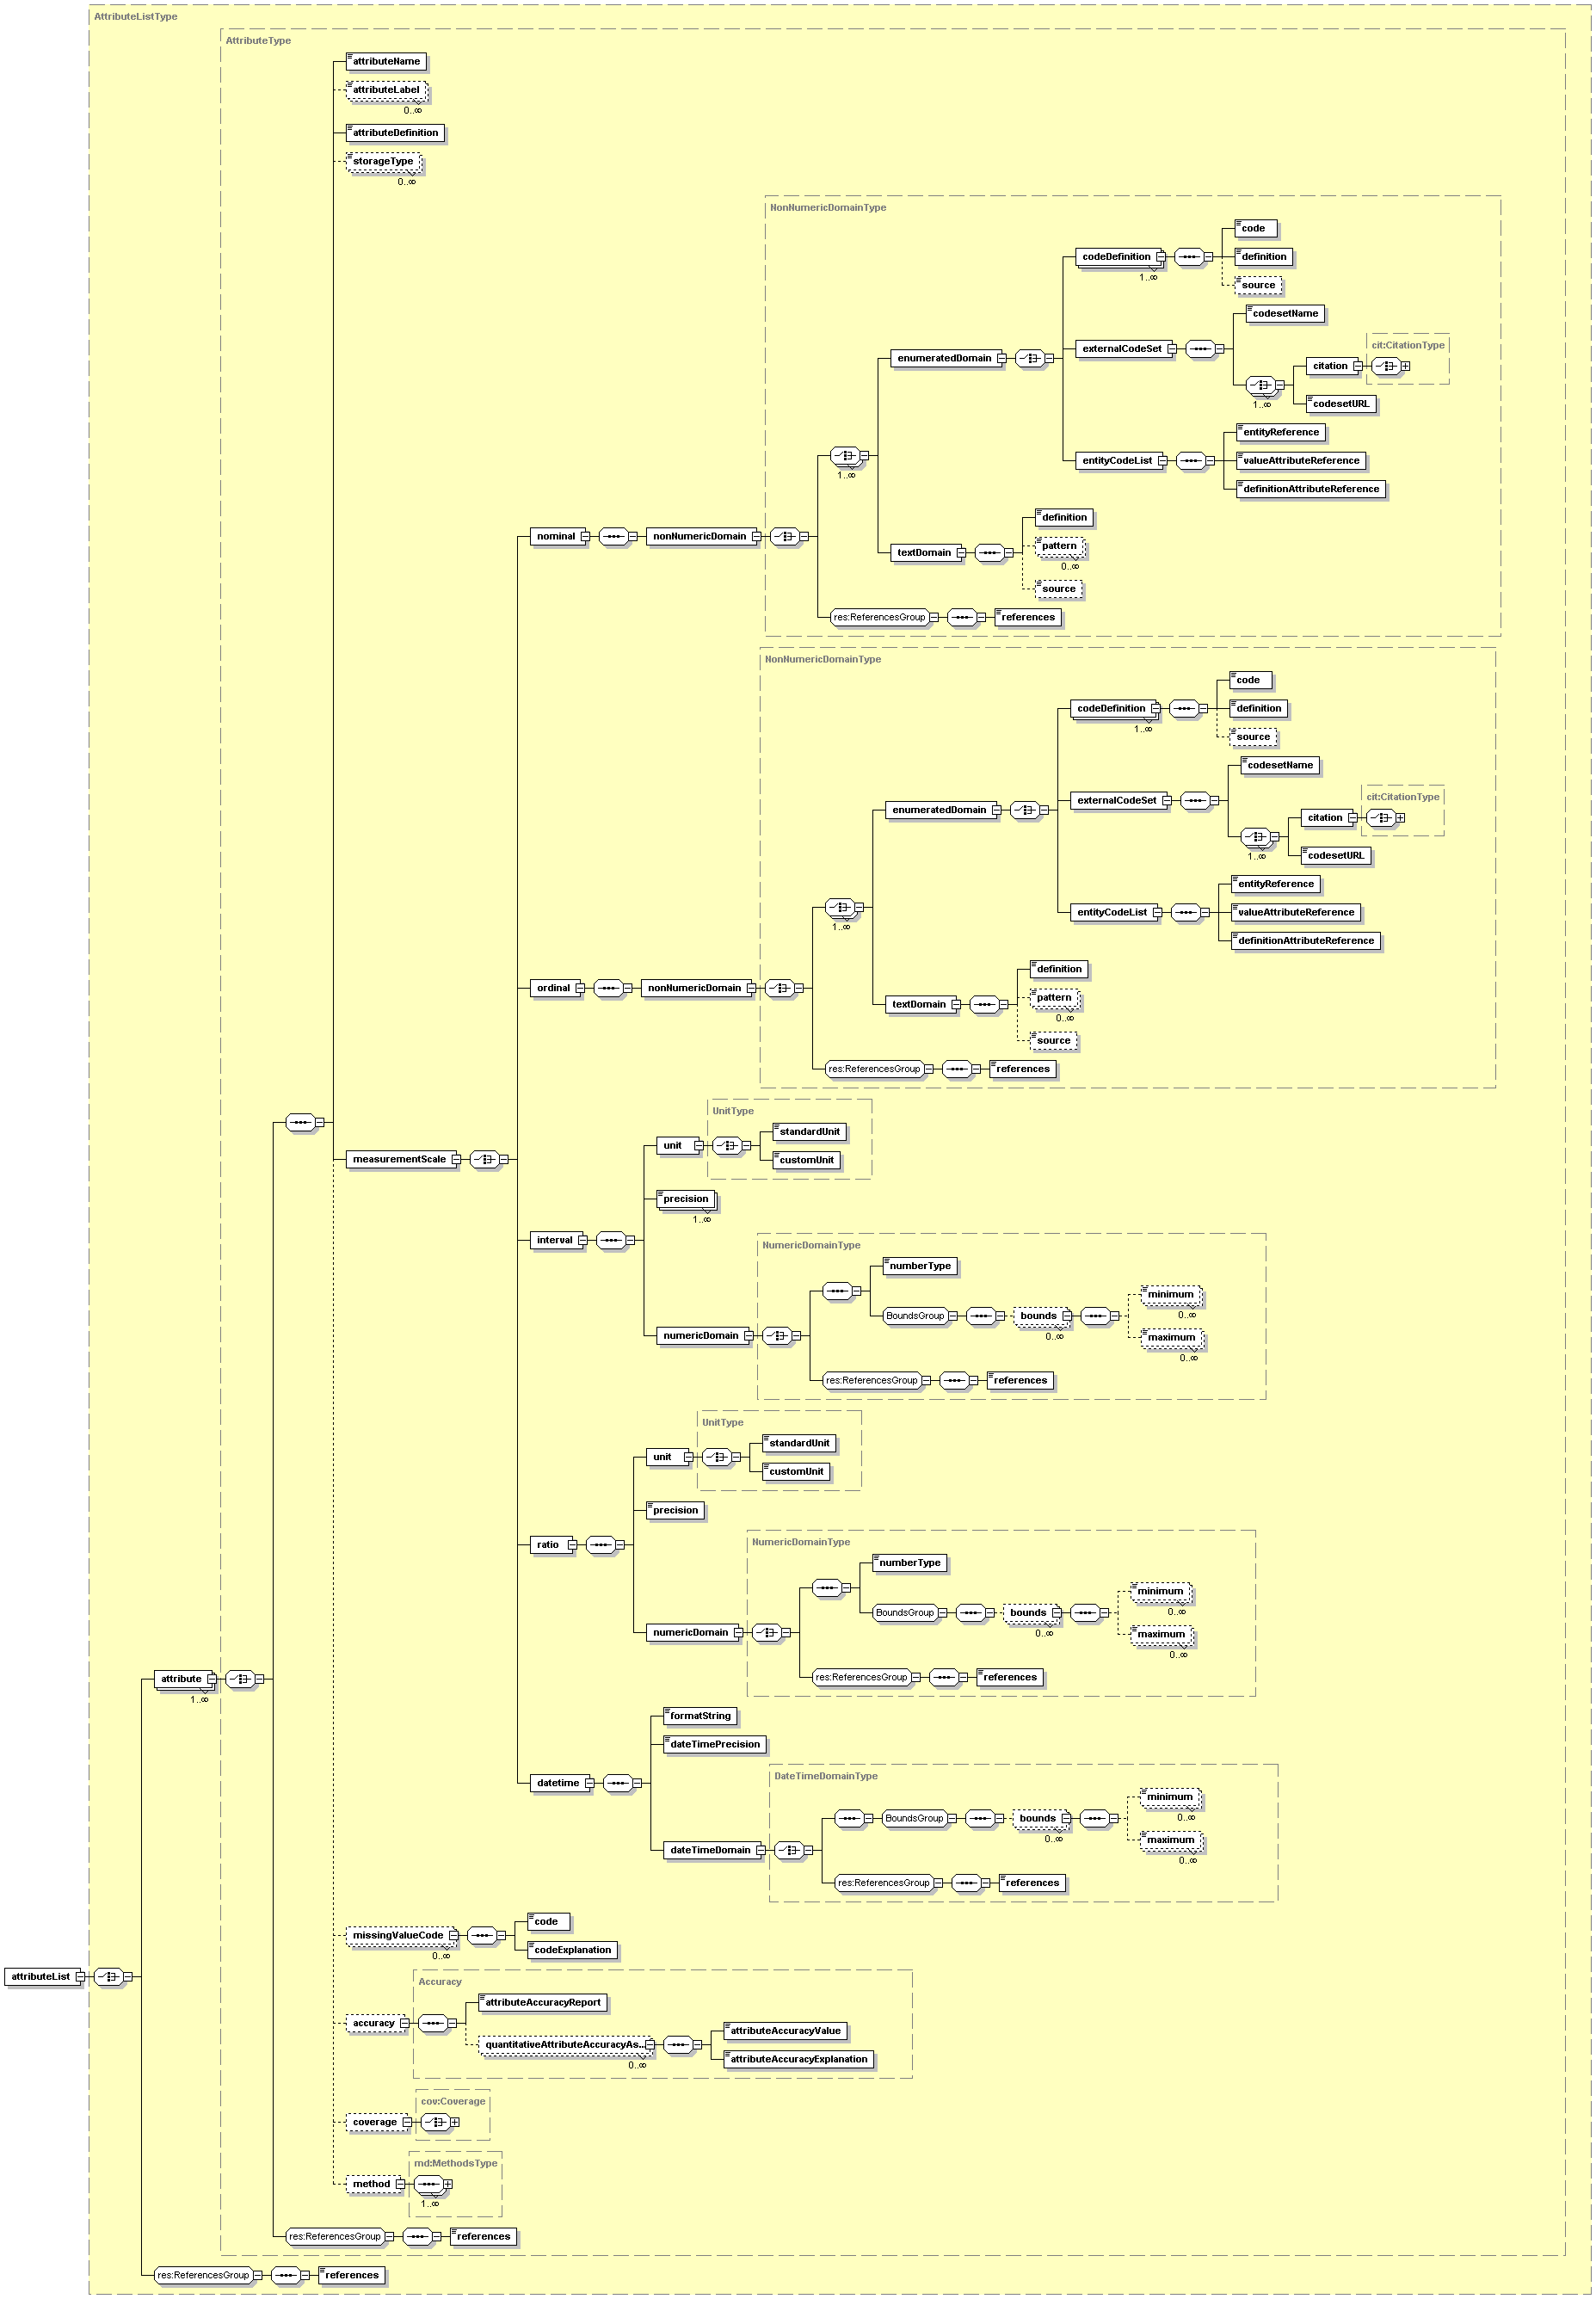 AttributeListType
AttributeType
attributeName
attributeLabel
0..∞
attributeDefinition
storageType
0..∞
NonNumericDomainType
code
codeDefinition
definition
1..∞
source
codesetName
cit:CitationType
externalCodeSet
enumeratedDomain
citation
1..∞
codesetURL
entityReference
entityCodeList
valueAttributeReference
1..∞
definitionAttributeReference
definition
nominal
nonNumericDomain
pattern
textDomain
0..∞
source
res:ReferencesGroup
references
NonNumericDomainType
code
codeDefinition
definition
1..∞
source
codesetName
cit:CitationType
externalCodeSet
enumeratedDomain
citation
1..∞
codesetURL
entityReference
entityCodeList
valueAttributeReference
1..∞
definitionAttributeReference
definition
ordinal
nonNumericDomain
pattern
textDomain
0..∞
source
res:ReferencesGroup
references
UnitType
standardUnit
unit
measurementScale
customUnit
precision
1..∞
interval
NumericDomainType
numberType
minimum
BoundsGroup
bounds
0..∞
0..∞
numericDomain
maximum
0..∞
res:ReferencesGroup
references
UnitType
standardUnit
unit
customUnit
precision
ratio
NumericDomainType
numberType
minimum
BoundsGroup
bounds
0..∞
0..∞
numericDomain
maximum
0..∞
res:ReferencesGroup
references
attribute
1..∞
formatString
dateTimePrecision
datetime
DateTimeDomainType
minimum
BoundsGroup
bounds
0..∞
0..∞
dateTimeDomain
maximum
0..∞
res:ReferencesGroup
references
code
missingValueCode
0..∞
codeExplanation
attributeList
Accuracy
attributeAccuracyReport
accuracy
attributeAccuracyValue
quantitativeAttributeAccuracyAs...
0..∞
attributeAccuracyExplanation
cov:Coverage
coverage
md:MethodsType
method
1..∞
res:ReferencesGroup
references
res:ReferencesGroup
references